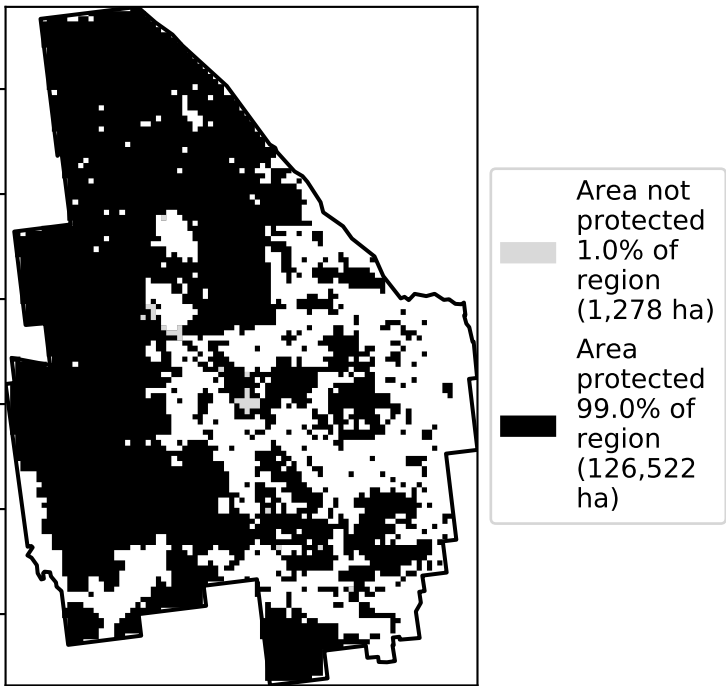 Area not
protected
1.0% of
region
(1,278 ha)
Area
protected
99.0% of
region
(126,522
ha)